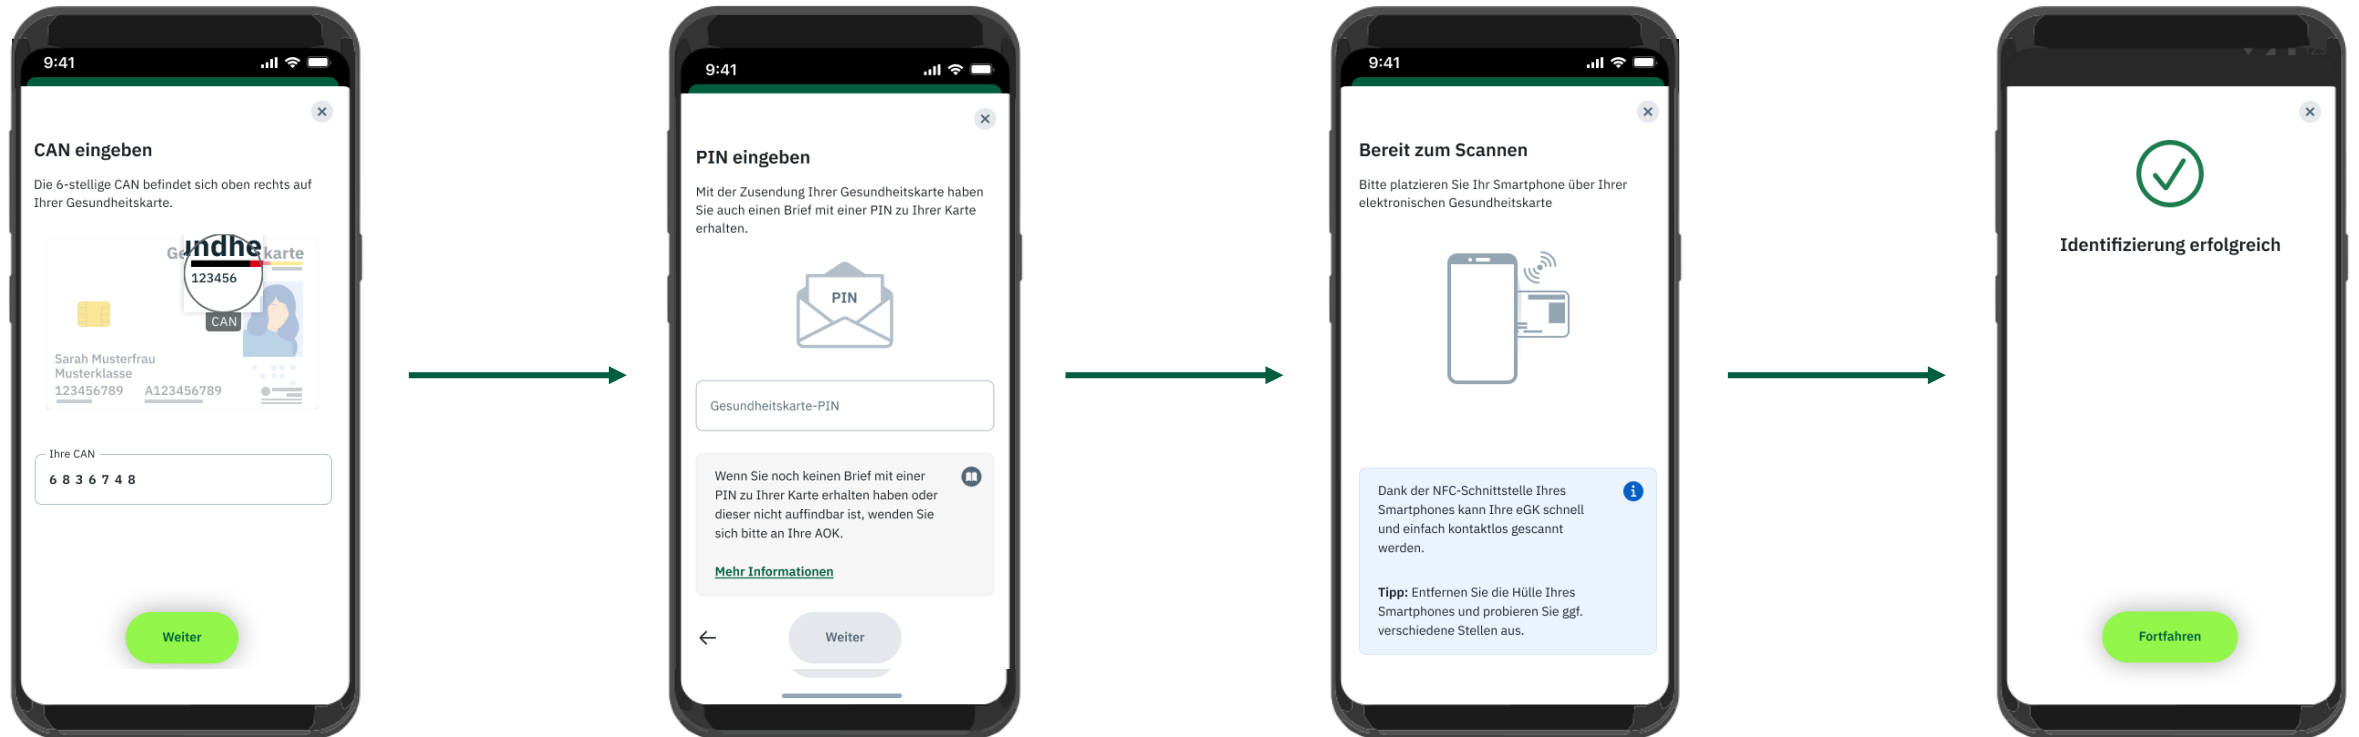 9:41
CAN eingeben
Die 6-stellige CAN befindet sich oben rechts auf
Ihrer Gesundheitskarte.
Ge
undhe
karte
123456
CAN
Sarah Musterfrau
Musterklasse
123456789 A123456789
Ihre CAN
6 8 3 6 7 4 8
Weiter
9:41
PIN eingeben
Mit der Zusendung Ihrer Gesundheitskarte haben
Sie auch einen Brief mit einer PIN zu Ihrer Karte
erhalten.
PIN
Gesundheitskarte-PIN
Wenn Sie noch keinen Brief mit einer
PIN zu Ihrer Karte erhalten haben oder
dieser nicht auffindbar ist, wenden Sie
sich bitte an Ihre AOK.
Mehr Informationen
Weiter
9:41
Bereit zum Scannen
Bitte platzieren Sie Ihr Smartphone über Ihrer
elektronischen Gesundheitskarte
Dank der NFC-Schnittstelle Ihres
Smartphones kann Ihre eGK schnell
und einfach kontaktlos gescannt
werden.
Tipp: Entfernen Sie die Hülle Ihres
Smartphones und probieren Sie ggf.
verschiedene Stellen aus.
Identifizierung erfolgreich
Fortfahren